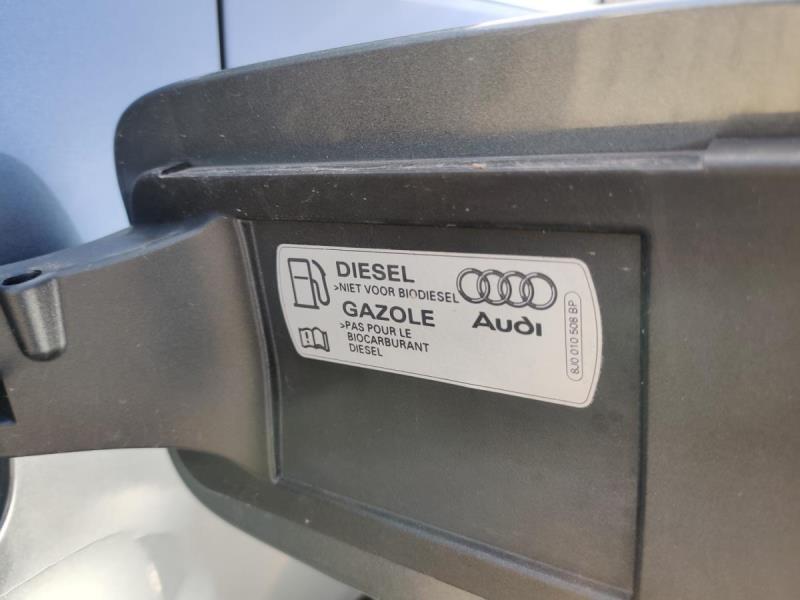 DIESEL
>NIET VOOR BIODIESEL
GAZOLE
>PAS POUR LE
BIOCARBURANT
DIESEL
Audi
8J0 010 508 BP